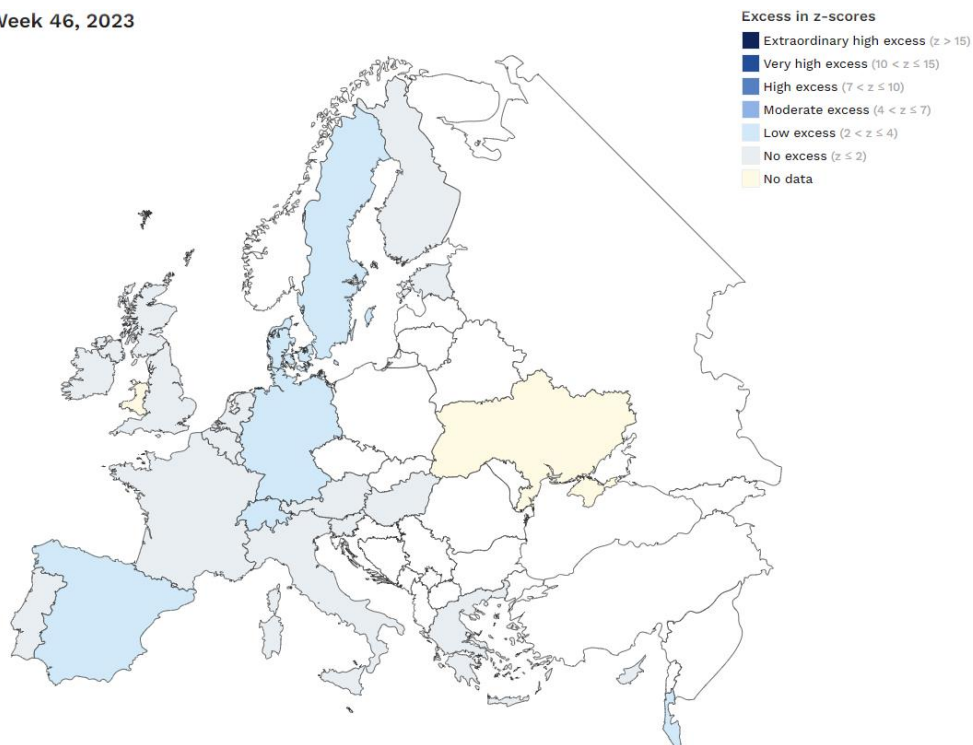 Week 46, 2023
Excess in z-scores
Extraordinary high excess (z > 15)
Very high excess (10 < z ≤ 15)
High excess (7 < z ≤ 10)
Moderate excess (4 < z ≤ 7)
Low excess (2 < z ≤ 4)
No excess (z ≤ 2)
No data